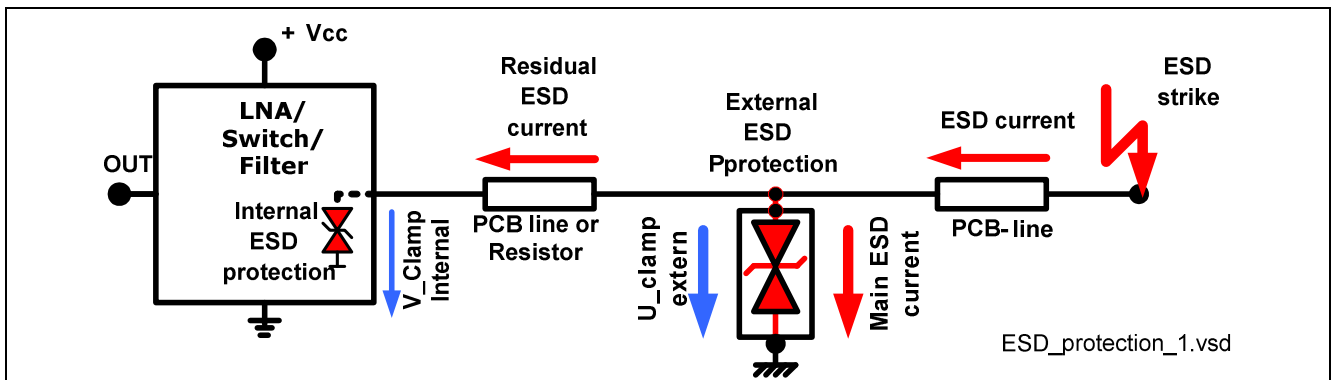 + Vcc
LNA/
Switch/
Filter
OUT
Internal
ESD
protection
V_Clamp
Internal
Residual
ESD
current
PCB line or
Resistor
External
ESD
Pprotection
U_clamp
extern
Main ESD
current
ESD current
PCB-line
ESD
strike
ESD_protection_1.vsd